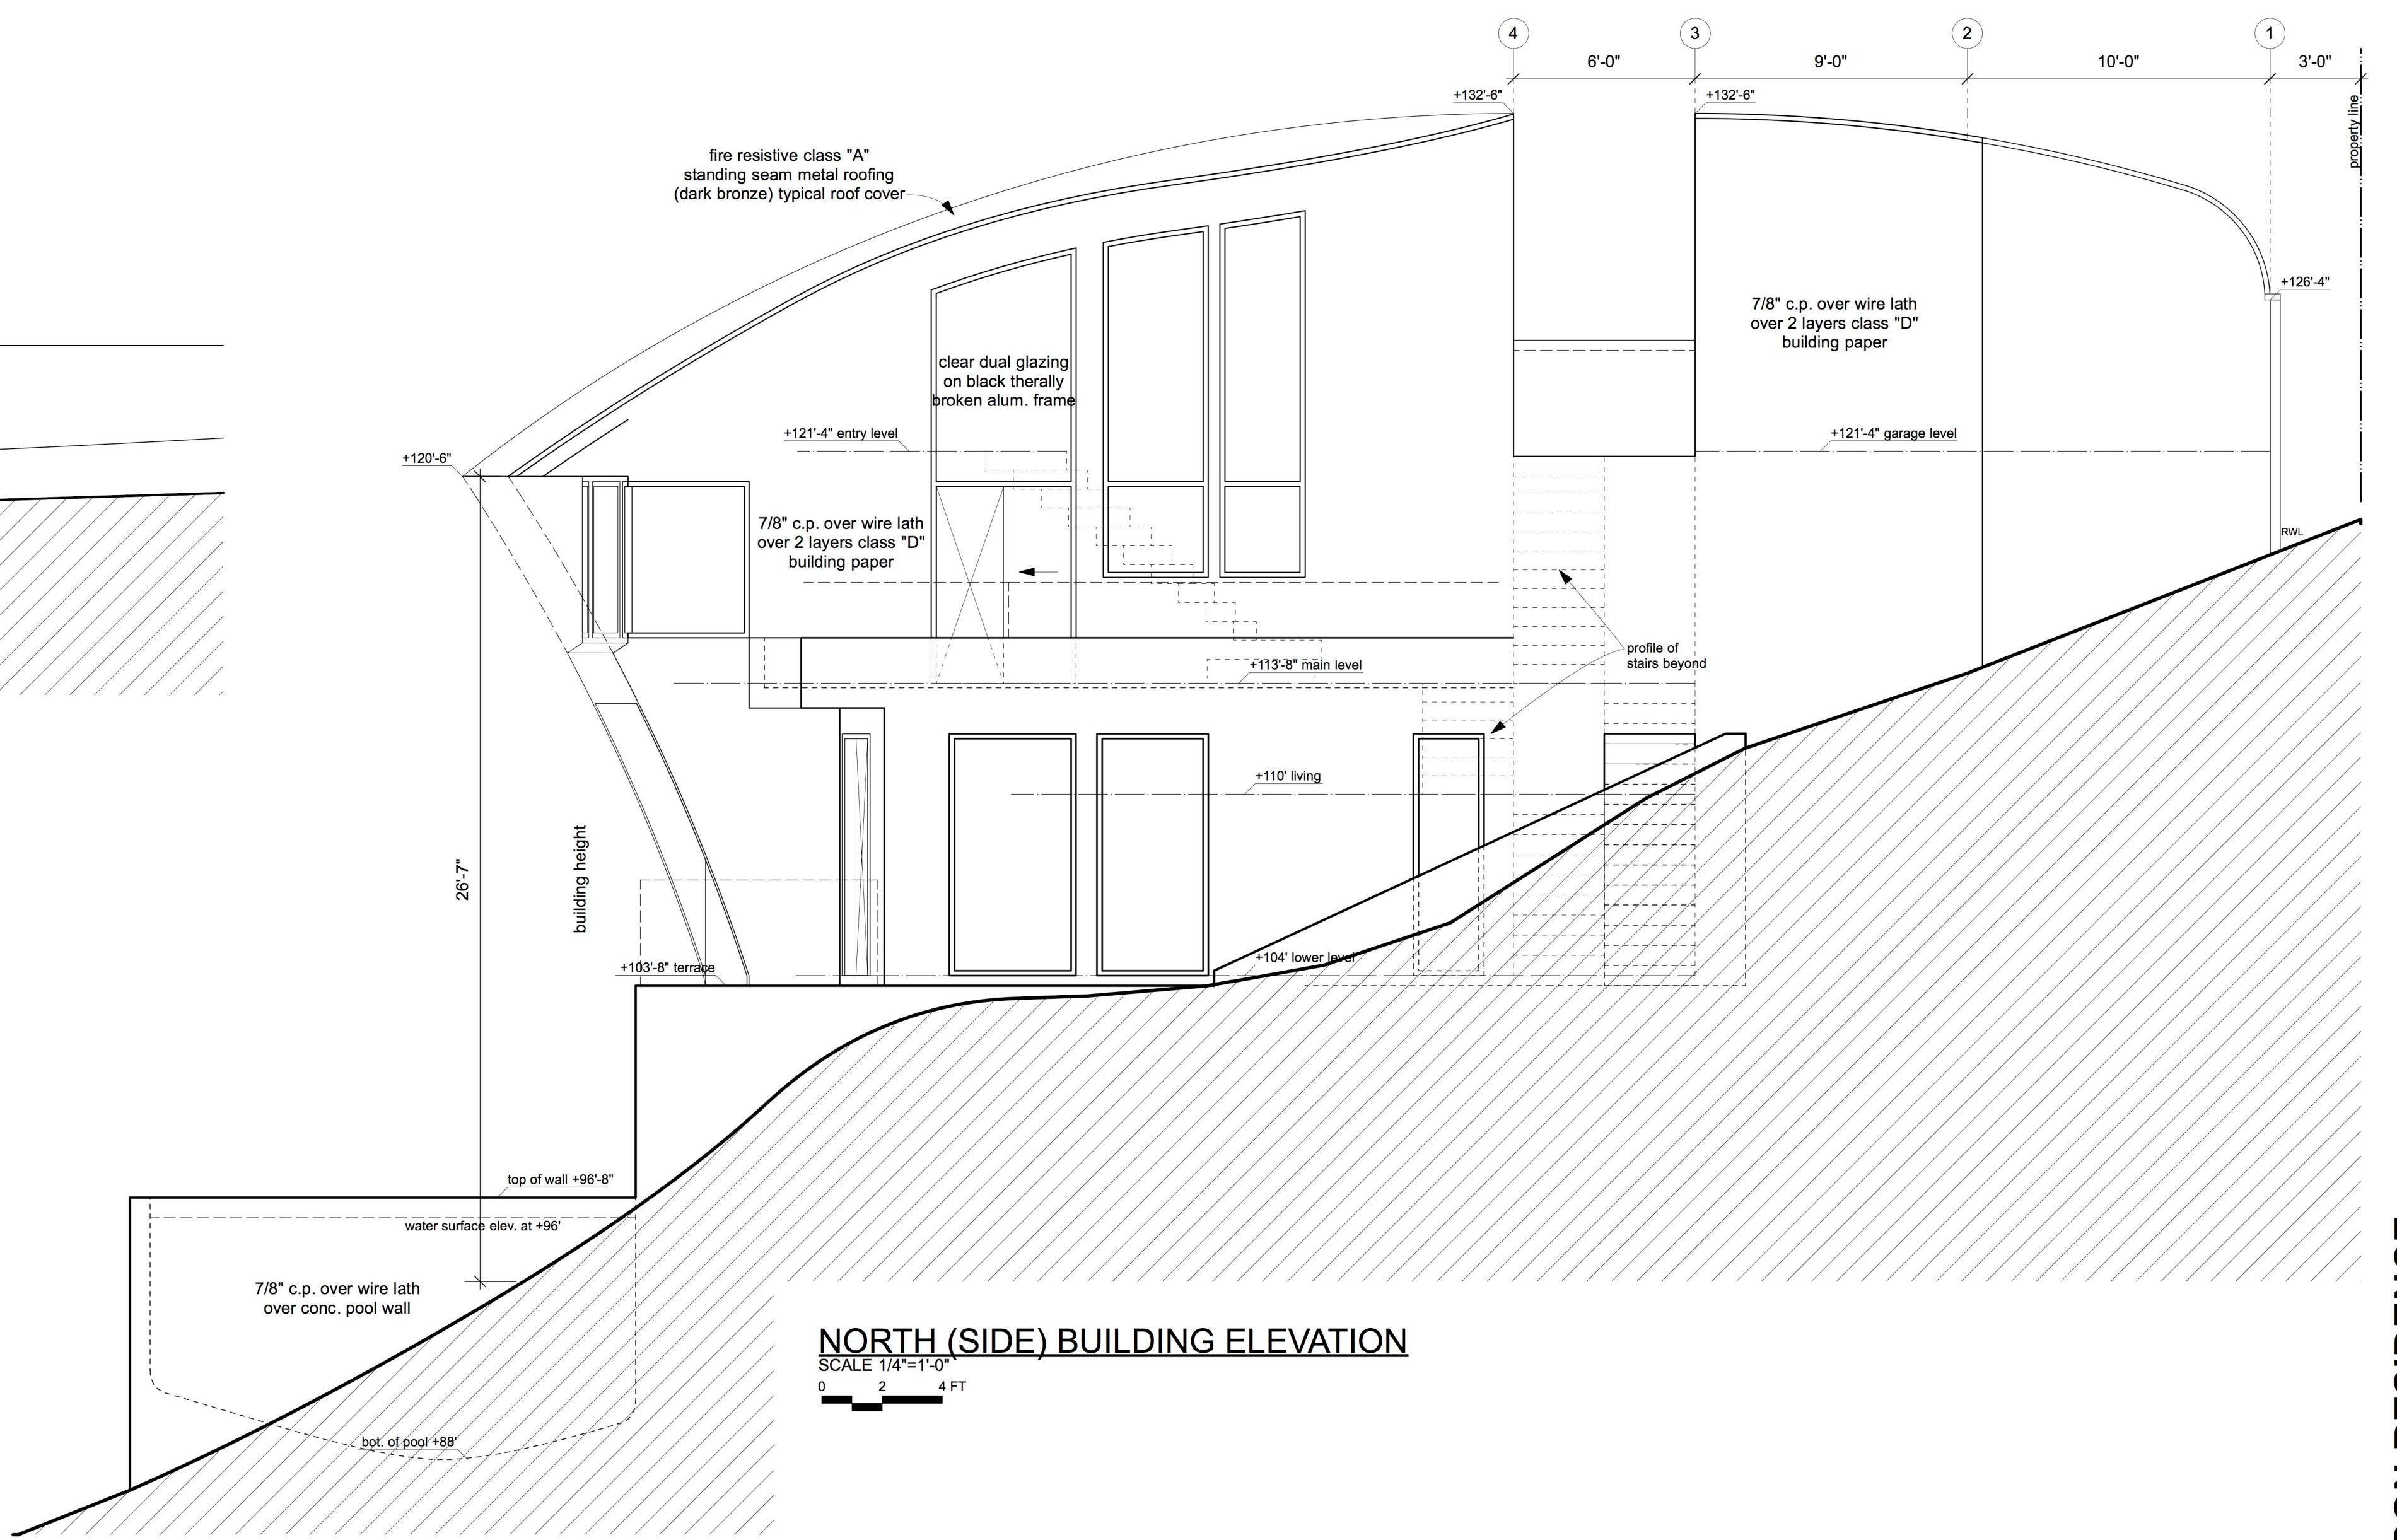 4
3
2
1
6'-0"
9'-0"
10'-0"
3'-0"
+132'-6"
+132'-6"
property line
fire resistive class "A"
standing seam metal roofing
(dark bronze) typical roof cover
+126'-4"
7/8" c.p. over wire lath
over 2 layers class "D"
building paper
clear dual glazing
on black therally
broken alum. frame
+121'-4" entry level
+121'-4" garage level
+120'-6"
7/8" c.p. over wire lath
over 2 layers class "D"
building paper
RWL
profile of
stairs beyond
+113'-8" main level
+110' living
26'-7"
building height
+104' lower level
+103'-8" terrace
top of wall +96'-8"
water surface elev. at +96'
7/8" c.p. over wire lath
over conc. pool wall
bot. of pool +88'
NORTH (SIDE) BUILDING ELEVATION
SCALE 1/4"=1'-0"
0 2 4 FT